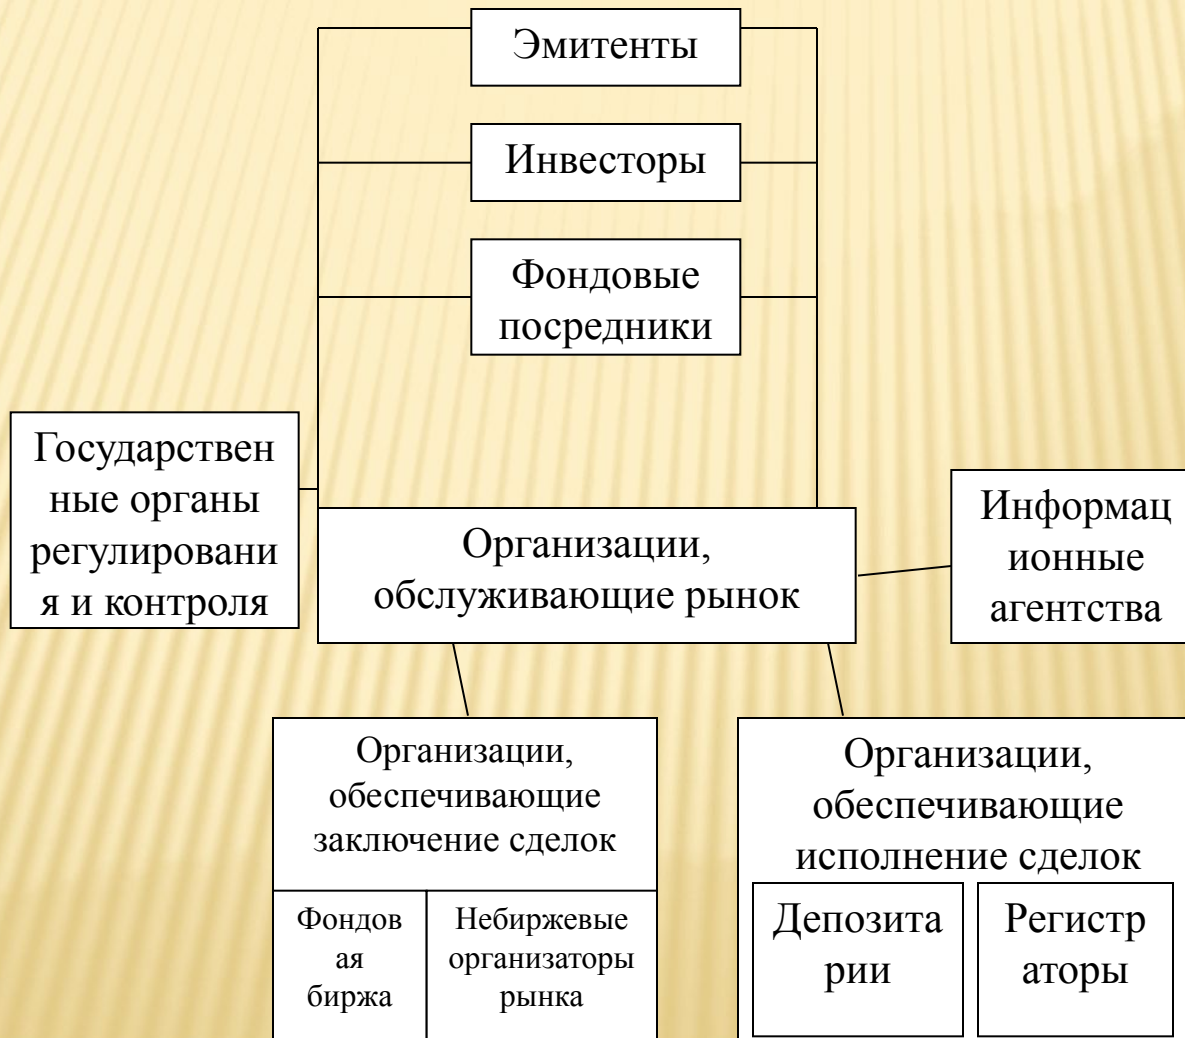 Эмитенты
Инвесторы
Фондовые
посредники
Государствен
ные органы
регулировани
я и контроля
Организации,
обслуживающие рынок
Информац
ионные
агентства
Организации,
обеспечивающие
заключение сделок
Фондов
ая
биржа
Небиржевые
организаторы
рынка
Организации,
обеспечивающие
исполнение сделок
Депозита
рии
Регистр
аторы